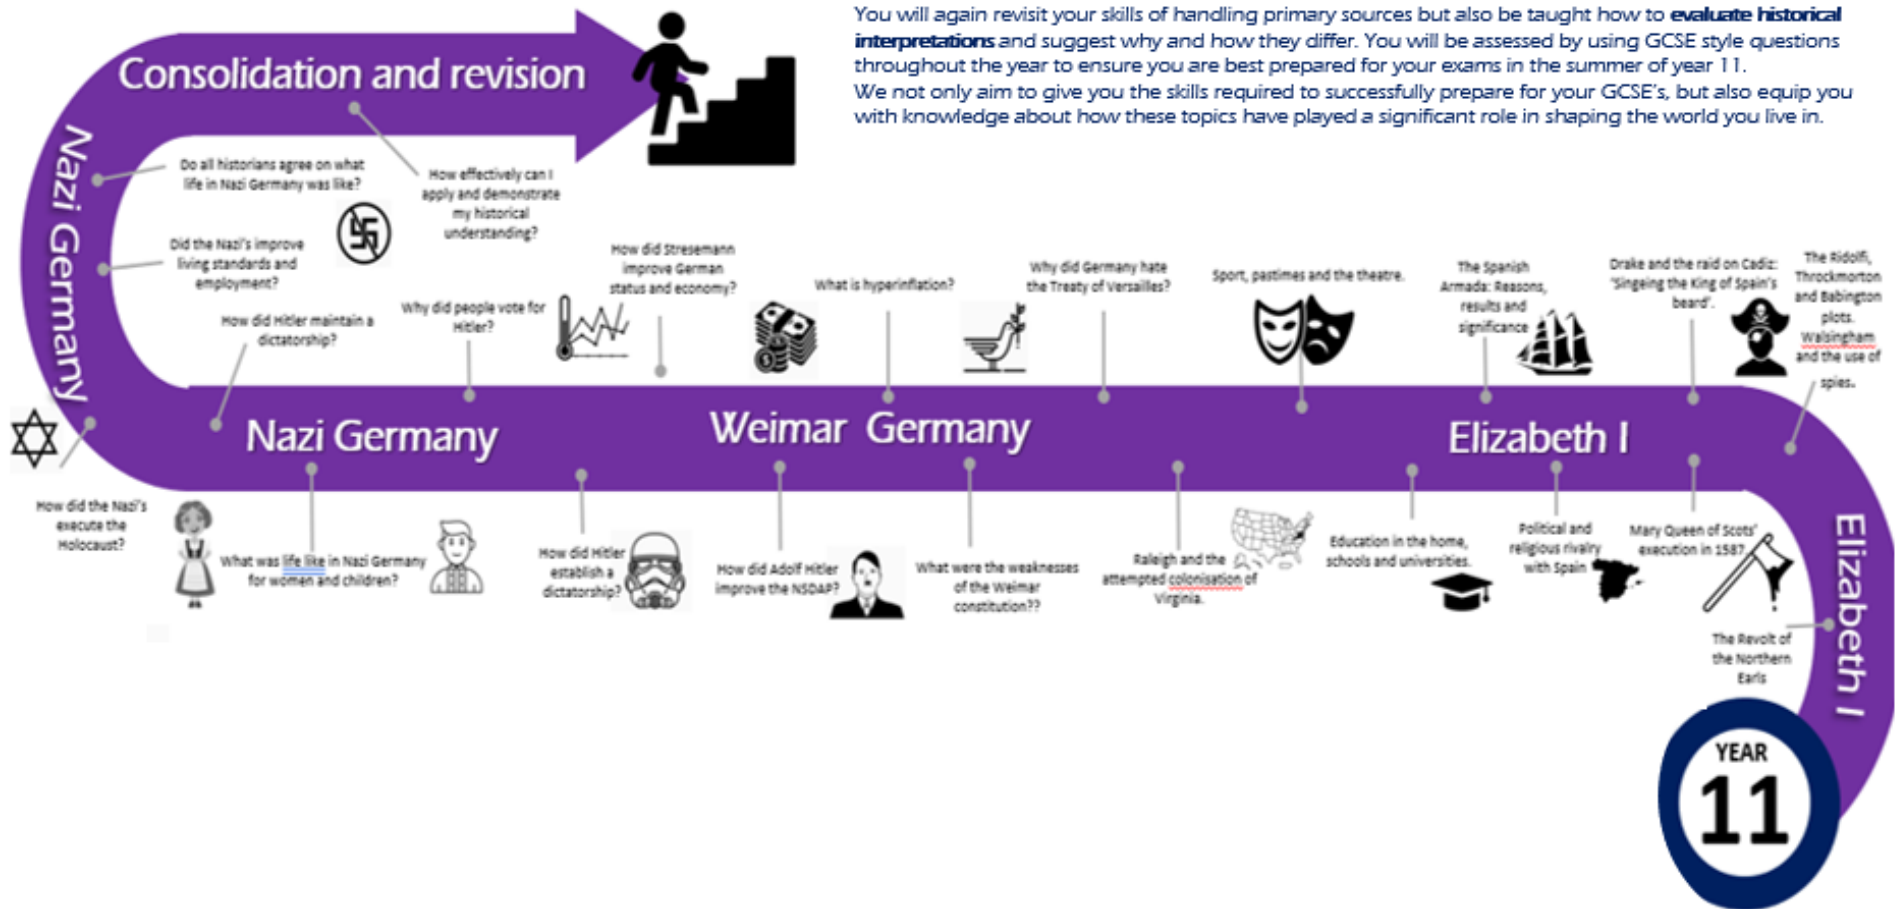 You will again revisit your skills of handling primary sources but also be taught how to evaluate historical
interpretations and suggest why and how they differ. You will be assessed by using GCSE style questions
throughout the year to ensure you are best prepared for your exams in the summer of year 11.
We not only aim to give you the skills required to successfully prepare for your GCSE's, but also equip you
with knowledge about how these topics have played a significant role in shaping the world you live in.
Consolidation and revision
Nazi Germany
Do all historians agree on what
life in Nazi Germany was like?
How effectively can I
apply and demonstrate
my historical
understanding?
Did the Nazi's improve
living standards and
employment?
How did Hitler maintain a
dictatorship?
Why did people vote for
Hitler?
How did Stresemann
improve German
status and economy?
What is hyperinflation?
Why did Germany hate
the Treaty of Versailles?
Sport, pastimes and the theatre.
The Spanish
Armada: Reasons,
results and
significance
Drake and the raid on Cadiz:
'Singeing the King of Spain's
beard'.
The Ridolfi,
Throckmorton
and Babington
plots.
Walsingham
and the use of
spies.
Nazi Germany
Weimar Germany
Elizabeth I
How did the Nazi's
execute the
Holocaust?
What was life like in Nazi Germany
for women and children?
How did Hitler
establish a
dictatorship?
How did Adolf Hitler
improve the NSDAP?
What were the weaknesses
of the Weimar
constitution??
Raleigh and the
attempted colonisation of
Virginia.
Education in the home,
schools and universities.
Political and
religious rivalry
with Spain
Mary Queen of Scots'
execution in 1587.
The Revolt of
the Northern
Earls
Elizabeth I
YEAR
11